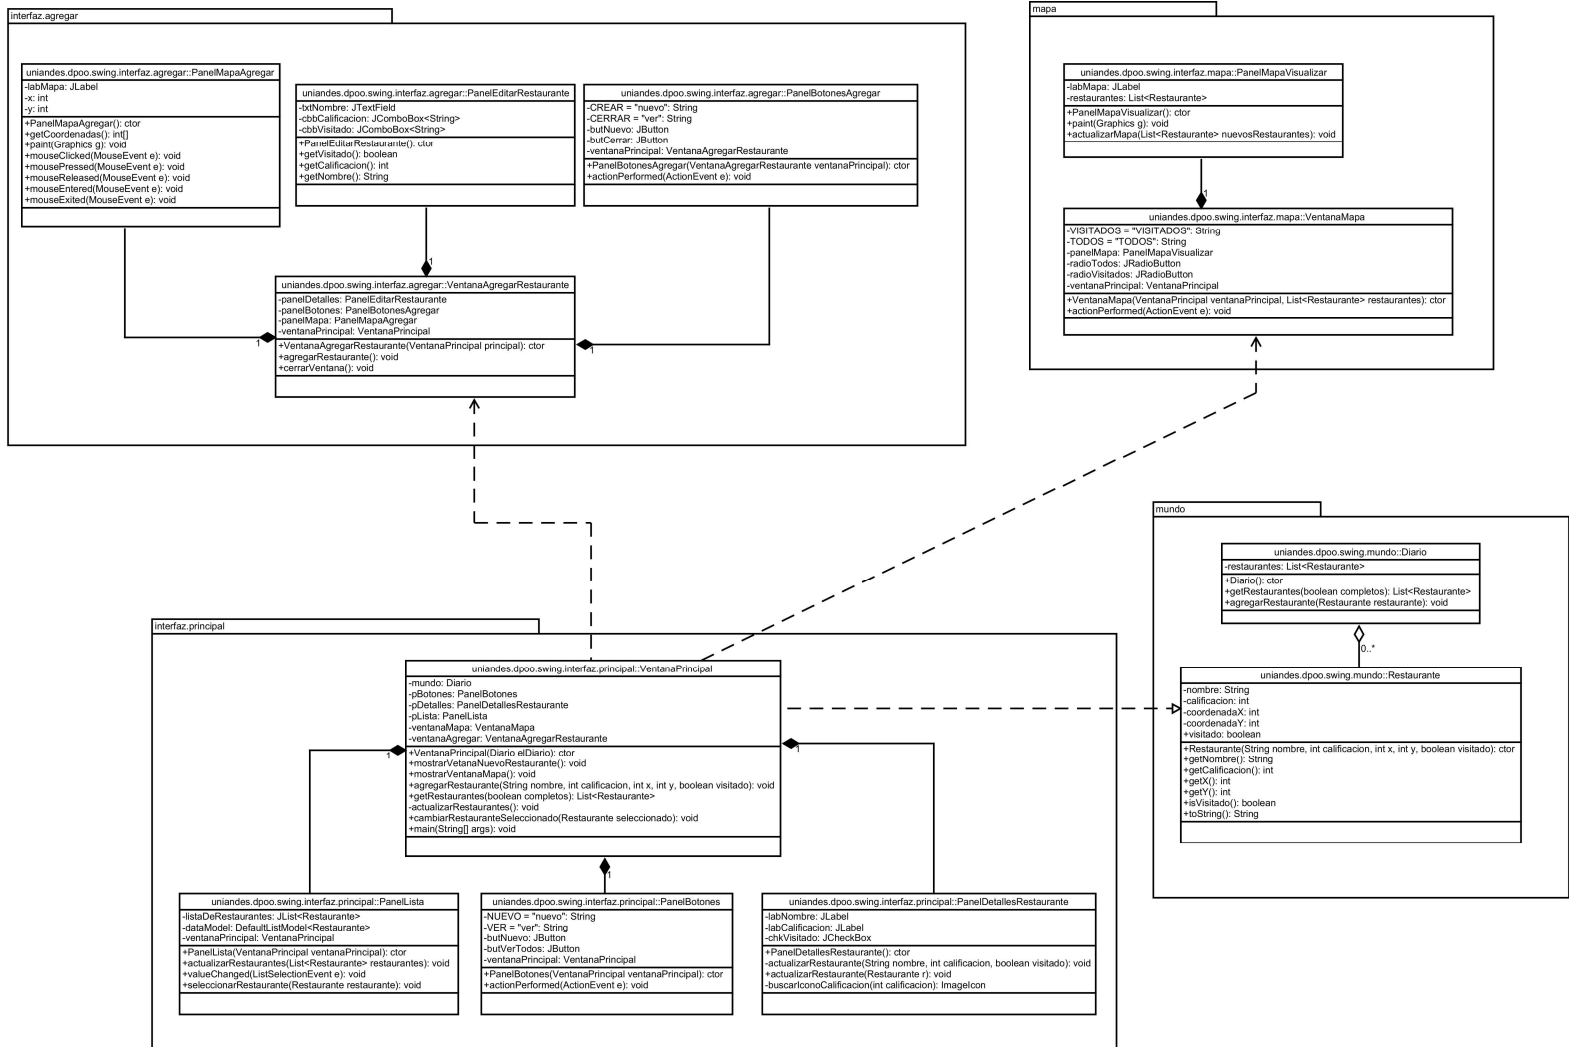 interfaz.agregar
uniandes.dpoo.swing.interfaz.agregar::PanelMapaAgregar
-labMapa: JLabel
-x: int
-y: int
+PanelMapaAgregar(): ctor
+getCoordenadas(): int[]
+paint(Graphics g): void
+mouseClicked(MouseEvent e): void
+mousePressed(MouseEvent e): void
+mouseReleased(MouseEvent e): void
+mouseEntered(MouseEvent e): void
+mouseExited(MouseEvent e): void
uniandes.dpoo.swing.interfaz.agregar::PanelEditarRestaurante
-txtNombre: JTextField
-cbbCalificacion: JComboBox<String>
-cbbVisitado: JComboBox<String>
+PanelEditarRestaurante(): ctor
+getVisitado(): boolean
+getCalificacion(): int
+getNombre(): String
uniandes.dpoo.swing.interfaz.agregar::PanelBotonesAgregar
-CREAR = "nuevo": String
-CERRAR = "ver": String
-butNuevo: JButton
-butCerrar: JButton
-ventanaPrincipal: VentanaAgregarRestaurante
+PanelBotonesAgregar(VentanaAgregarRestaurante ventanaPrincipal): ctor
+actionPerformed(ActionEvent e): void
1
uniandes.dpoo.swing.interfaz.agregar::VentanaAgregarRestaurante
-panelDetalles: PanelEditarRestaurante
-panelBotones: PanelBotonesAgregar
-panelMapa: PanelMapaAgregar
-ventanaPrincipal: VentanaPrincipal
+VentanaAgregarRestaurante(VentanaPrincipal principal): ctor
+agregarRestaurante(): void
+cerrarVentana(): void
1
1
mapa
uniandes.dpoo.swing.interfaz.mapa::PanelMapaVisualizar
-labMapa: JLabel
-restaurantes: List<Restaurante>
+PanelMapaVisualizar(): ctor
+paint(Graphics g): void
+actualizarMapa(List<Restaurante> nuevosRestaurantes): void
1
uniandes.dpoo.swing.interfaz.mapa::VentanaMapa
-VISITADOS = "VISITADOS": String
-TODOS = "TODOS": String
-panelMapa: PanelMapaVisualizar
-radioTodos: JRadioButton
-radioVisitados: JRadioButton
-ventanaPrincipal: VentanaPrincipal
+VentanaMapa(VentanaPrincipal ventanaPrincipal, List<Restaurante> restaurantes): ctor
+actionPerformed(ActionEvent e): void
mundo
uniandes.dpoo.swing.mundo::Diario
-restaurantes: List<Restaurante>
+Diario(): ctor
+getRestaurantes(boolean completos): List<Restaurante>
+agregarRestaurante(Restaurante restaurante): void
0..*
uniandes.dpoo.swing.mundo::Restaurante
-nombre: String
-calificacion: int
-coordenadaX: int
-coordenadaY: int
+visitado: boolean
+Restaurante(String nombre, int calificacion, int x, int y, boolean visitado): ctor
+getNombre(): String
+getCalificacion(): int
+getX(): int
+getY(): int
+isVisitado(): boolean
+toString(): String
interfaz.principal
uniandes.dpoo.swing.interfaz.principal::VentanaPrincipal
-mundo: Diario
-pBotones: PanelBotones
-pDetalles: PanelDetallesRestaurante
-pLista: PanelLista
-ventanaMapa: VentanaMapa
-ventanaAgregar: VentanaAgregarRestaurante
+VentanaPrincipal(Diario elDiario): ctor
+mostrarVetanaNuevoRestaurante(): void
+mostrarVentanaMapa(): void
+agregarRestaurante(String nombre, int calificacion, int x, int y, boolean visitado): void
+getRestaurantes(boolean completos): List<Restaurante>
-actualizarRestaurantes(): void
+cambiarRestauranteSeleccionado(Restaurante seleccionado): void
+main(String[] args): void
1
1
1
uniandes.dpoo.swing.interfaz.principal::PanelLista
-listaDeRestaurantes: JList<Restaurante>
-dataModel: DefaultListModel<Restaurante>
-ventanaPrincipal: VentanaPrincipal
+PanelLista(VentanaPrincipal ventanaPrincipal): ctor
+actualizarRestaurantes(List<Restaurante> restaurantes): void
+valueChanged(ListSelectionEvent e): void
+seleccionarRestaurante(Restaurante restaurante): void
uniandes.dpoo.swing.interfaz.principal::PanelBotones
-NUEVO = "nuevo": String
-VER = "ver": String
-butNuevo: JButton
-butVerTodos: JButton
-ventanaPrincipal: VentanaPrincipal
+PanelBotones(VentanaPrincipal ventanaPrincipal): ctor
+actionPerformed(ActionEvent e): void
uniandes.dpoo.swing.interfaz.principal::PanelDetallesRestaurante
-labNombre: JLabel
-labCalificacion: JLabel
-chkVisitado: JCheckBox
+PanelDetallesRestaurante(): ctor
-actualizarRestaurante(String nombre, int calificacion, boolean visitado): void
+actualizarRestaurante(Restaurante r): void
-buscarIconoCalificacion(int calificacion): ImageIcon